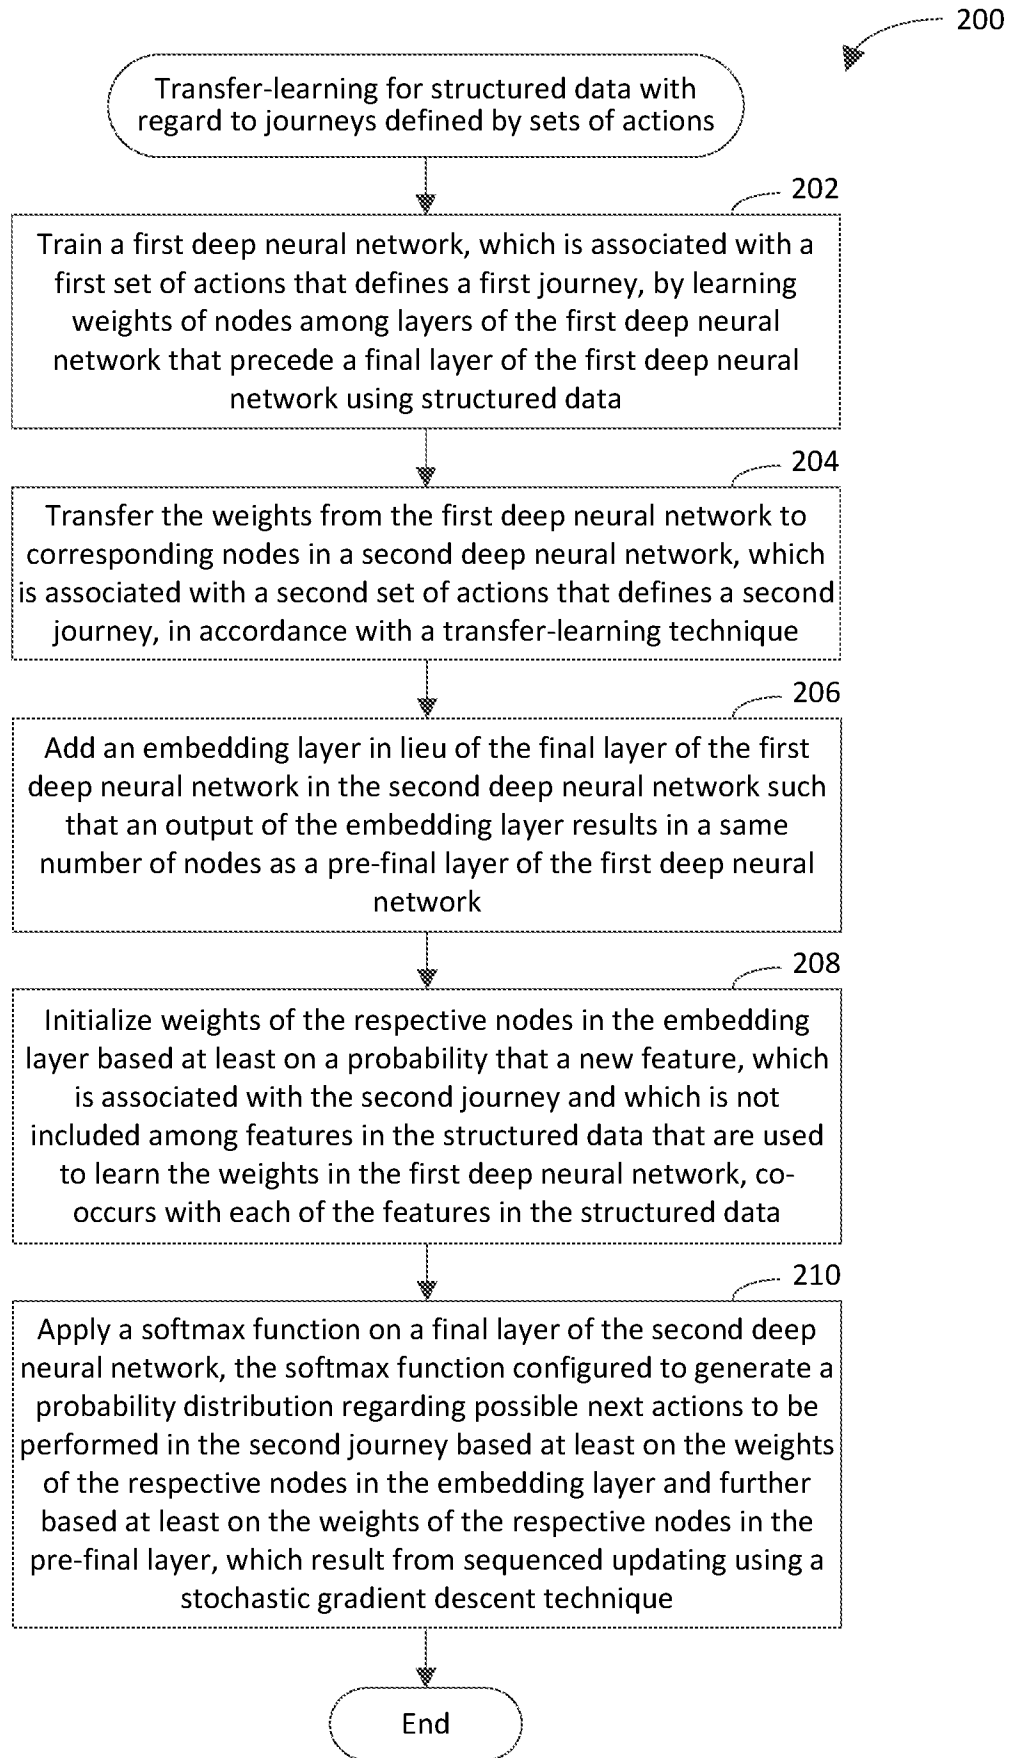 200
Transfer-learning for structured data with
regard to journeys defined by sets of actions
202
Train a first deep neural network, which is associated with a
first set of actions that defines a first journey, by learning
weights of nodes among layers of the first deep neural
network that precede a final layer of the first deep neural
network using structured data
204
Transfer the weights from the first deep neural network to
corresponding nodes in a second deep neural network, which
is associated with a second set of actions that defines a second
journey, in accordance with a transfer-learning technique
206
Add an embedding layer in lieu of the final layer of the first
deep neural network in the second deep neural network such
that an output of the embedding layer results in a same
number of nodes as a pre-final layer of the first deep neural
network
208
Initialize weights of the respective nodes in the embedding
layer based at least on a probability that a new feature, which
is associated with the second journey and which is not
included among features in the structured data that are used
to learn the weights in the first deep neural network, co-
occurs with each of the features in the structured data
210
Apply a softmax function on a final layer of the second deep
neural network, the softmax function configured to generate a
probability distribution regarding possible next actions to be
performed in the second journey based at least on the weights
of the respective nodes in the embedding layer and further
based at least on the weights of the respective nodes in the
pre-final layer, which result from sequenced updating using a
stochastic gradient descent technique
End